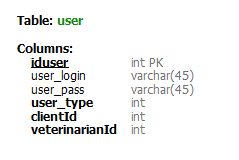 Table: user
Columns:
iduser int PK
user_login varchar(45)
user_pass varchar(45)
user_type int
clientId int
veterinarianId int